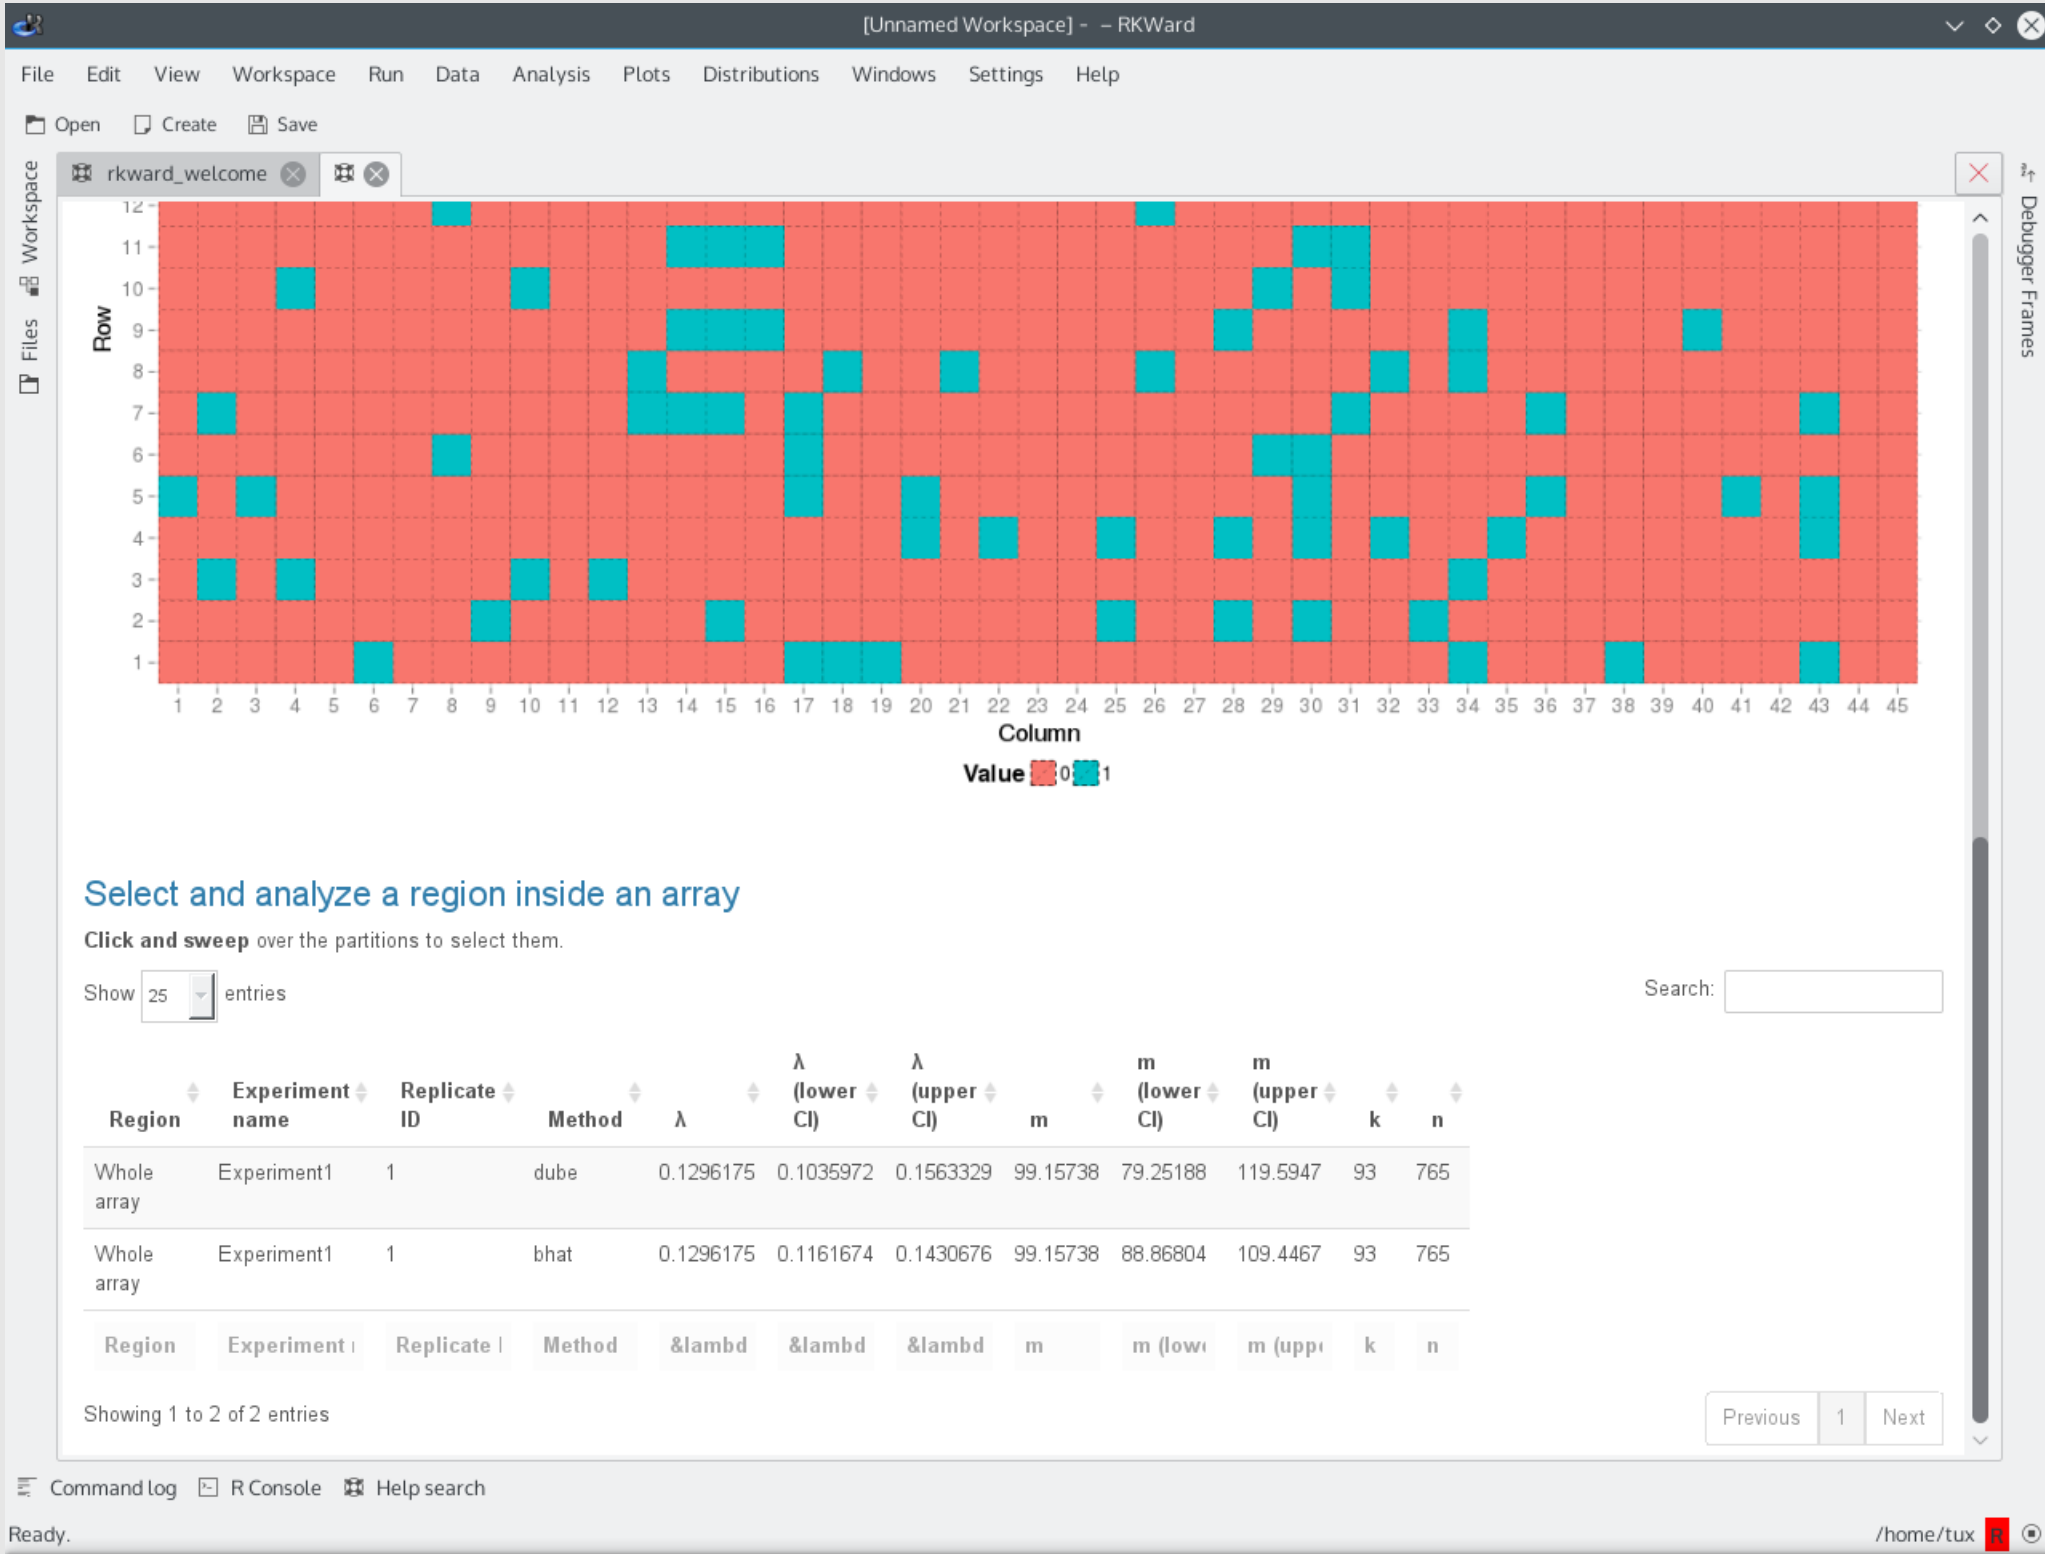 [Unnamed Workspace] - – RKWard
File Edit View Workspace Run Data Analysis Plots Distributions Windows Settings Help
Open Create Save
Workspace
Files
rkward_welcome
Debugger Frames
12
11
10
9
8
7
6
5
4
3
2
1
Row
1 2 3 4 5 6 7 8 9 10 11 12 13 14 15 16 17 18 19 20 21 22 23 24 25 26 27 28 29 30 31 32 33 34 35 36 37 38 39 40 41 42 43 44 45
Column
Value 0 1
Select and analyze a region inside an array
Click and sweep over the partitions to select them.
Show 25 entries Search:
Region Experiment name Replicate ID Method λ λ (lower CI) λ (upper CI) m m (lower CI) m (upper CI) k n
Whole array Experiment1 1 dube 0.1296175 0.1035972 0.1563329 99.15738 79.25188 119.5947 93 765
Whole array Experiment1 1 bhat 0.1296175 0.1161674 0.1430676 99.15738 88.86804 109.4467 93 765
Region Experiment Replicate Method &lambd &lambd &lambd m m (low m (upp k n
Showing 1 to 2 of 2 entries
Previous 1 Next
Command log R Console Help search
Ready. /home/tux R